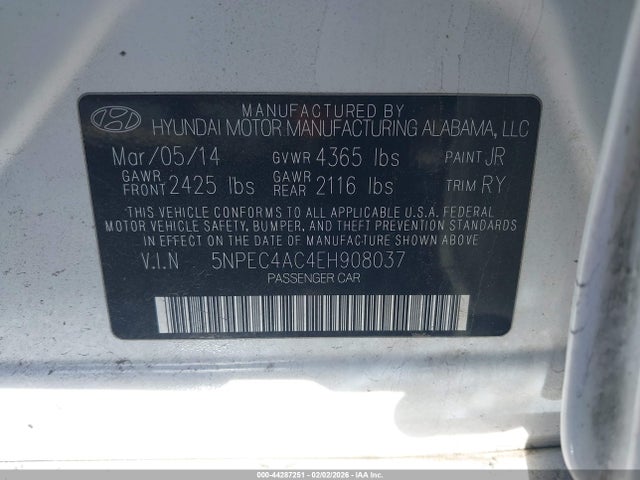 MANUFACTURED BY
HYUNDAI MOTOR MANUFACTURING ALABAMA, LLC
Mar/05/14 GVWR 4365 lbs PAINT JR
GAWR FRONT 2425 lbs GAWR REAR 2116 lbs TRIM RY
THIS VEHICLE CONFORMS TO ALL APPLICABLE U.S.A. FEDERAL
MOTOR VEHICLE SAFETY, BUMPER, AND THEFT PREVENTION STANDARDS
IN EFFECT ON THE DATE OF MANUFACTURE SHOWN ABOVE
V.I.N 5NPEC4AC4EH908037
PASSENGER CAR
© IAA - 44287251 - 02/02/2026 - COPYRIGHT IAA, LLC